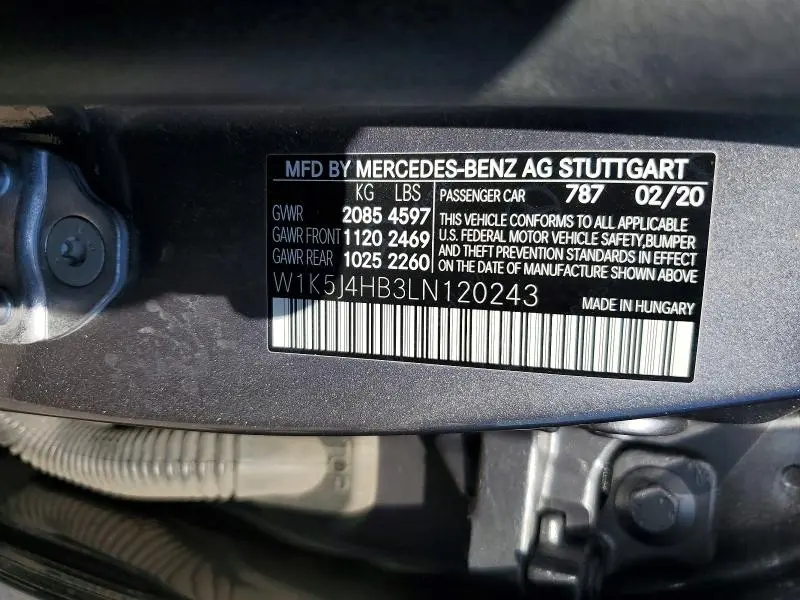 MFD BY MERCEDES-BENZ AG STUTTGART
KG LBS PASSENGER CAR 787 02/20
GVWR 2085 4597
GAWR FRONT 1120 2469
GAWR REAR 1025 2260
THIS VEHICLE CONFORMS TO ALL APPLICABLE
U.S. FEDERAL MOTOR VEHICLE SAFETY,BUMPER
AND THEFT PREVENTION STANDARDS IN EFFECT
ON THE DATE OF MANUFACTURE SHOWN ABOVE
W1K5J4HB3LN120243
MADE IN HUNGARY